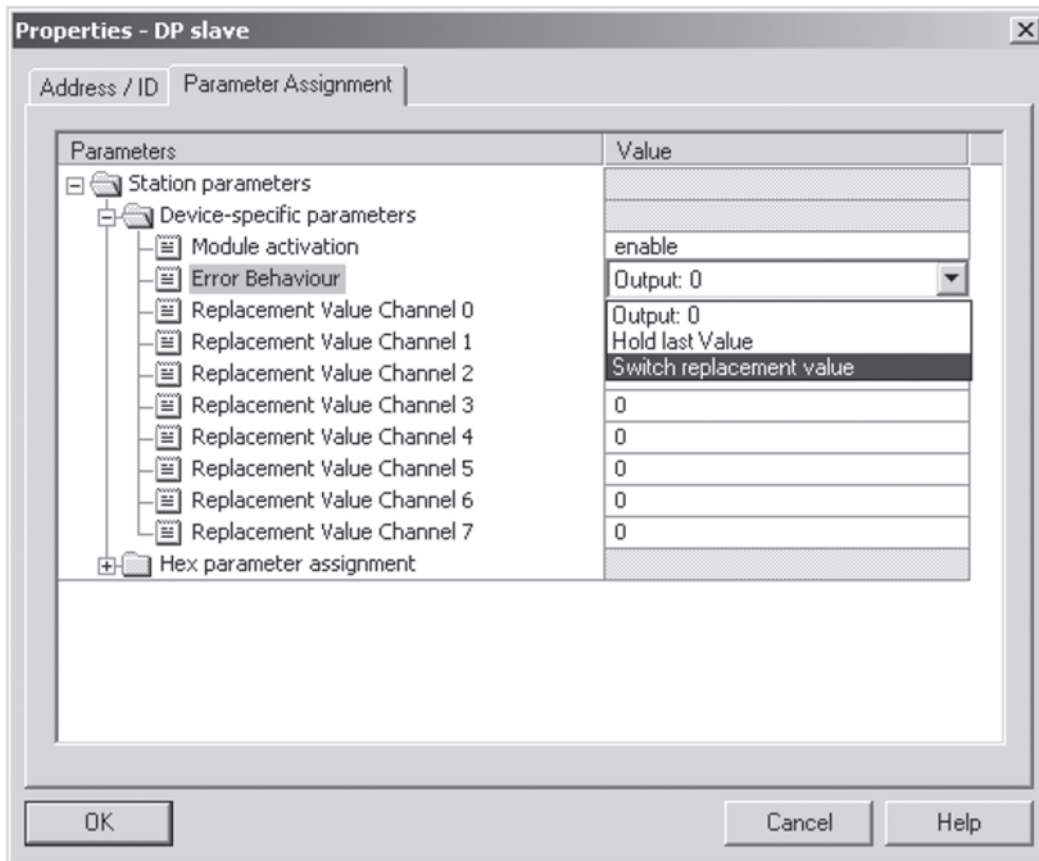 Properties - DP slave
Address / ID
Parameter Assignment
Parameters Value
Station parameters
Device-specific parameters
Module activation enable
Error Behaviour Output: 0
Replacement Value Channel 0 Output: 0
Replacement Value Channel 1 Hold last Value
Replacement Value Channel 2 Switch replacement value
Replacement Value Channel 3 0
Replacement Value Channel 4 0
Replacement Value Channel 5 0
Replacement Value Channel 6 0
Replacement Value Channel 7 0
Hex parameter assignment
OK Cancel Help